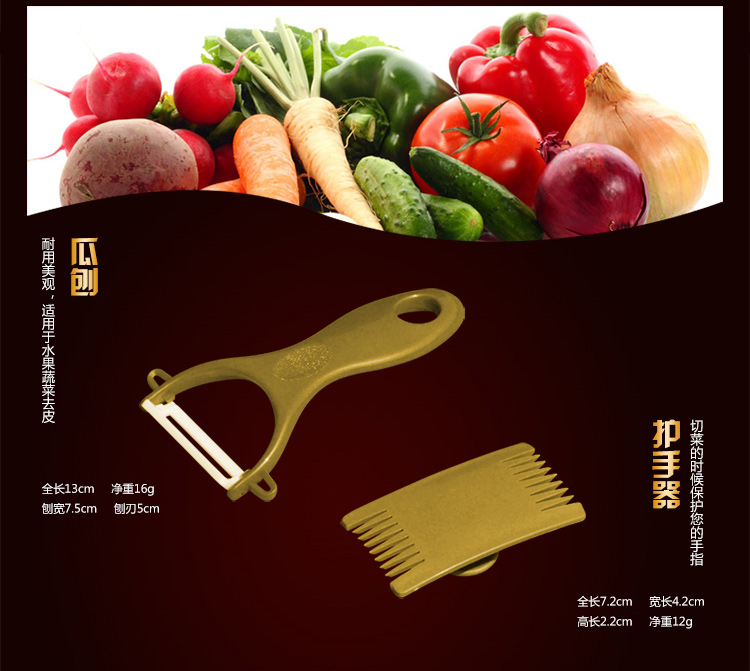 瓜刨
耐用美观，适用于水果蔬菜去皮
全长13cm 净重16g
刨宽7.5cm 刨刃5cm
护手器
切菜的时候保护您的手指
全长7.2cm 宽长4.2cm
高长2.2cm 净重12g